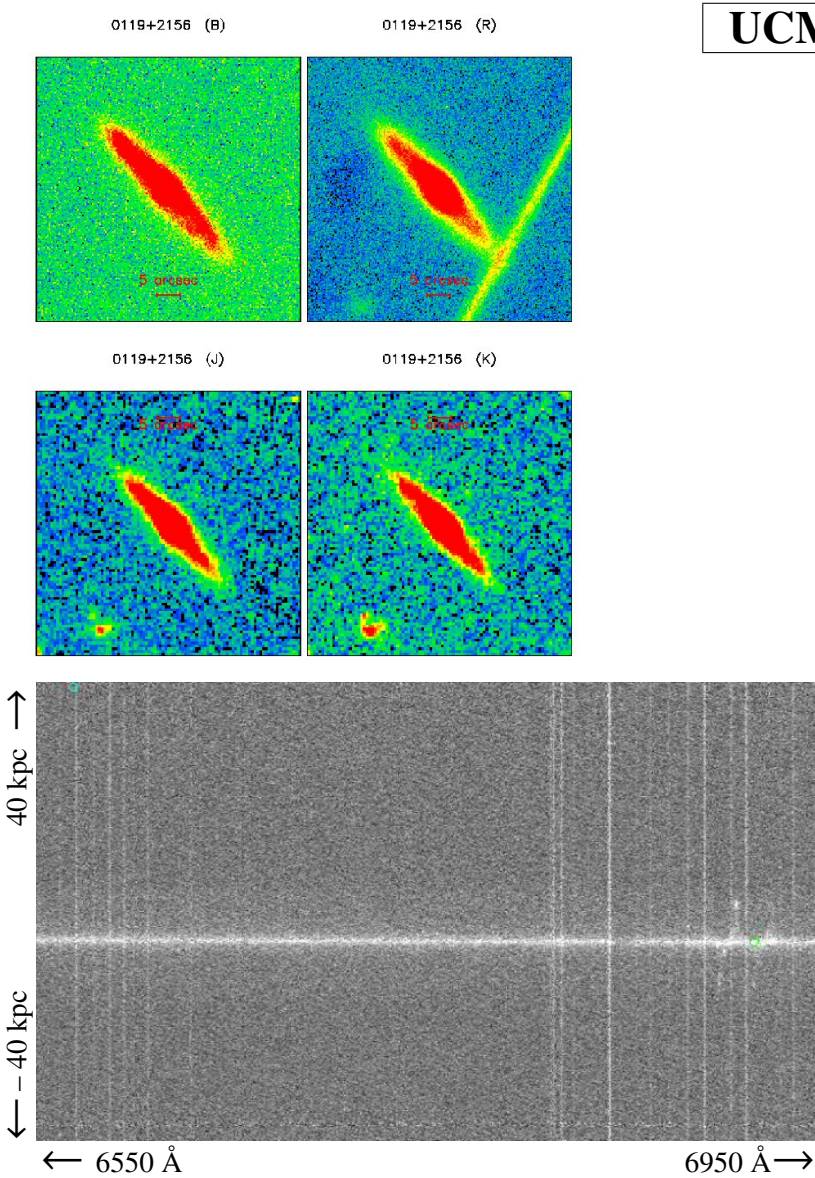 UCM
0119+2156 (B)
0119+2156 (R)
5 arcsec
5 arcsec
0119+2156 (J)
0119+2156 (K)
5 arcsec
5 arcsec
40 kpc
− 40 kpc
6550 Å
6950 Å